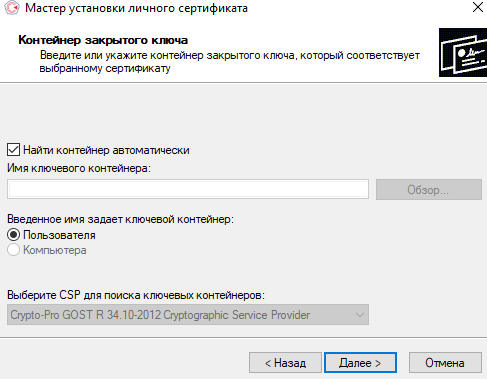 Мастер установки личного сертификата
Контейнер закрытого ключа
Введите или укажите контейнер закрытого ключа, который соответствует
выбранному сертификату
Найти контейнер автоматически
Имя ключевого контейнера:
Обзор...
Введенное имя задает ключевой контейнер:
Пользователя
Компьютера
Выберите CSP для поиска ключевых контейнеров:
Crypto-Pro GOST R 34.10-2012 Cryptographic Service Provider
< Назад
Далее >
Отмена